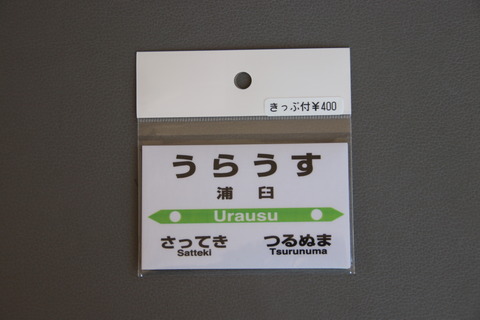 きっぷ付¥400
うらうす
浦臼
Urausu
さってき つるぬま
Satteki Tsurunuma